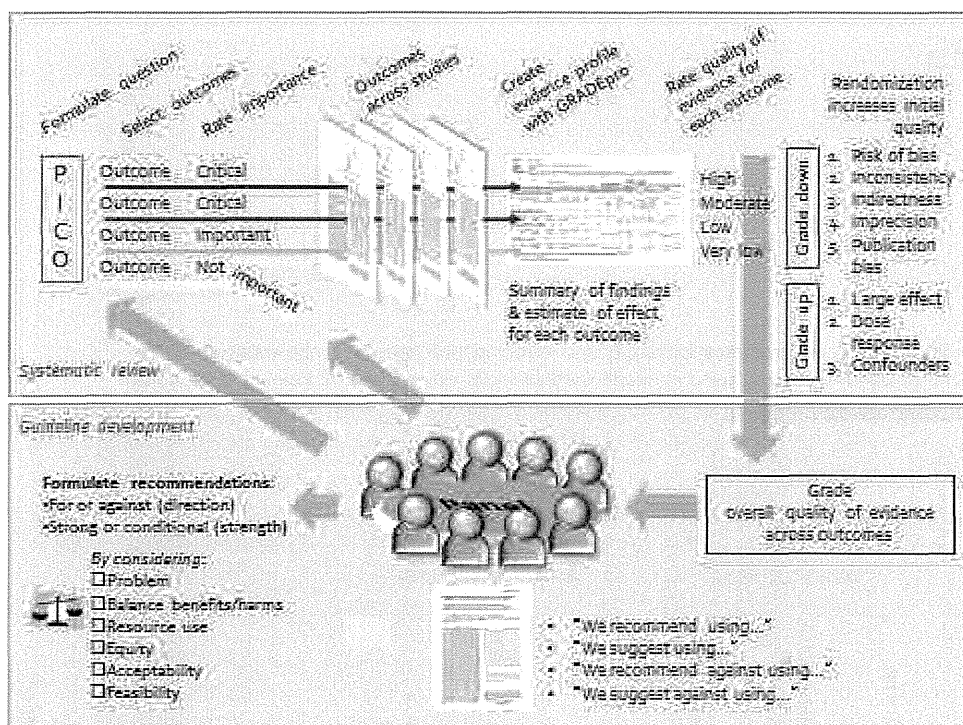 Formulate question
Select outcomes
Rate importance
Outcomes
across studies
Create
evidence profile
with GRADEpro
Rate quality of
evidence for
each outcome
Randomization
increases initial
quality
P
I
C
O
Outcome Critical
Outcome Critical
Outcome Important
Outcome Not important
High
Moderate
Low
Very low
Summary of findings
& estimate of effect
for each outcome
Grade down
1. Risk of bias
2. Inconsistency
3. Indirectness
4. Imprecision
5. Publication
bias
Grade up
1. Large effect
2. Dose
response
3. Confounders
Systematic review
Guideline development
Formulate recommendations:
•For or against (direction)
•Strong or conditional (strength)
By considering:
□Problem
□Balance benefits/harms
□Resource use
□Equity
□Acceptability
□Feasibility
Grade
overall quality of evidence
across outcomes
• "We recommend using..."
• "We suggest using..."
• "We recommend against using..."
• "We suggest against using..."